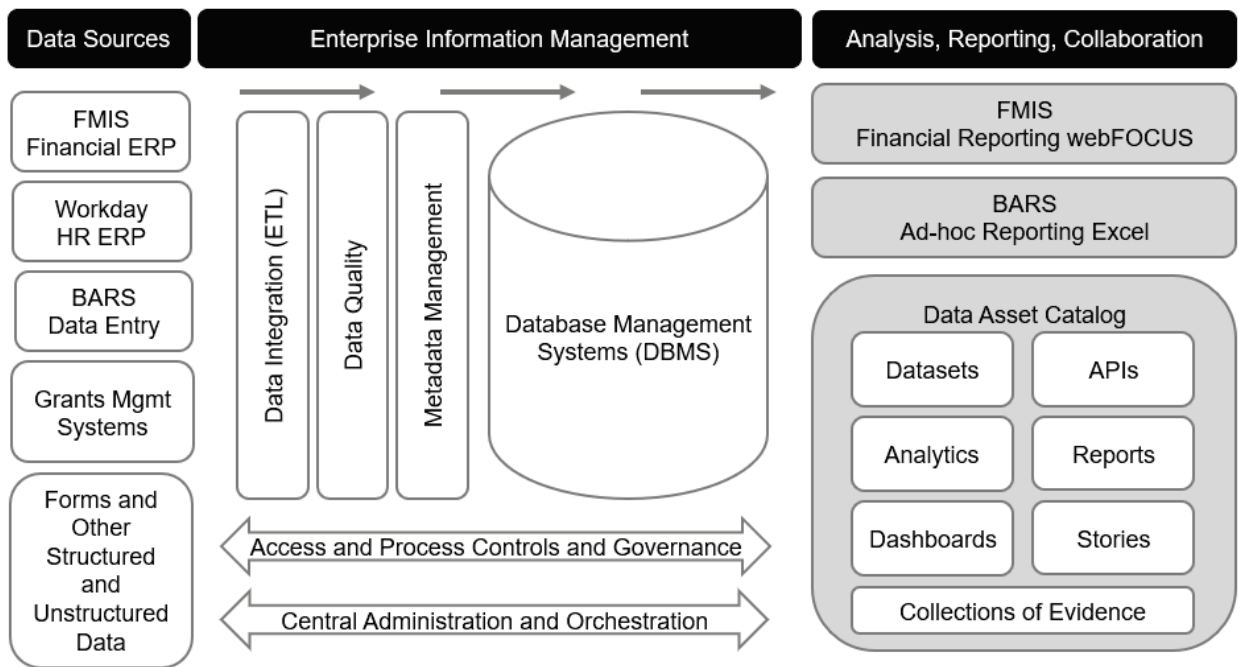 Data Sources
Enterprise Information Management
Analysis, Reporting, Collaboration
FMIS
Financial ERP
Workday
HR ERP
BARS
Data Entry
Grants Mgmt
Systems
Forms and
Other
Structured
and
Unstructured
Data
Data Integration (ETL)
Data Quality
Metadata Management
Database Management
Systems (DBMS)
Access and Process Controls and Governance
Central Administration and Orchestration
FMIS
Financial Reporting webFOCUS
BARS
Ad-hoc Reporting Excel
Data Asset Catalog
Datasets
APIs
Analytics
Reports
Dashboards
Stories
Collections of Evidence